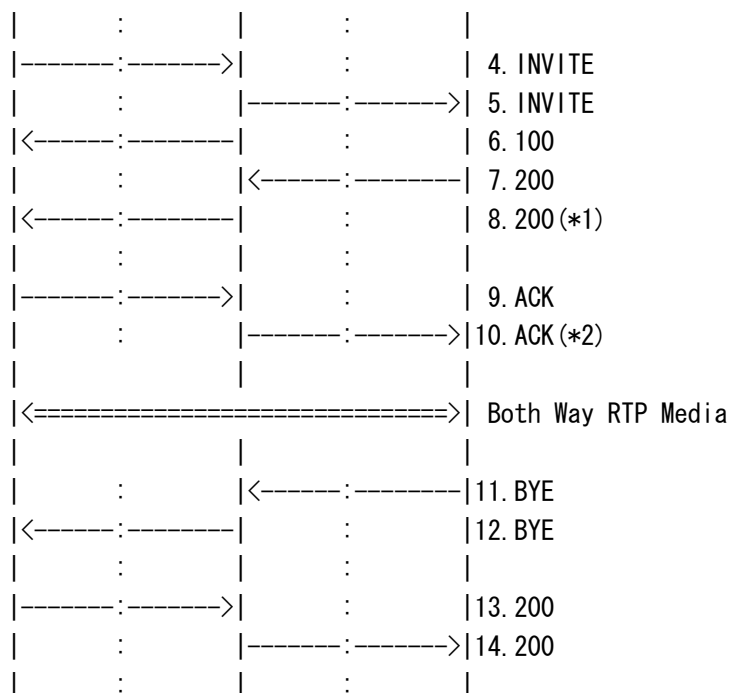 |       :       |       :       |
|-------:------->|       :       | 4. INVITE
|       :       |-------:------->| 5. INVITE
|<------:--------|       :       | 6. 100
|       :       |<------:--------| 7. 200
|<------:--------|       :       | 8. 200(*1)
|       :       |       :       |
|-------:------->|       :       | 9. ACK
|       :       |-------:------->|10. ACK(*2)
|               |               |
|<==============================>| Both Way RTP Media
|               |               |
|       :       |<------:--------|11. BYE
|<------:--------|       :       |12. BYE
|       :       |       :       |
|-------:------->|       :       |13. 200
|       :       |-------:------->|14. 200
|       :       |       :       |